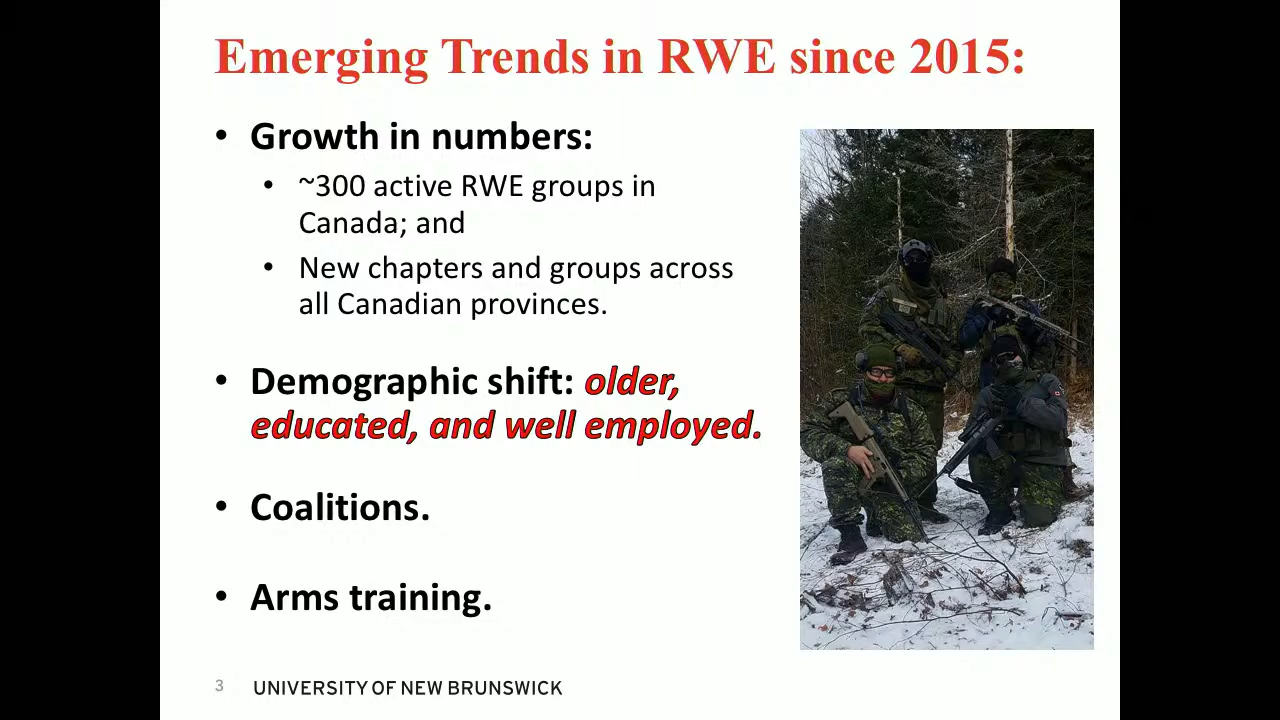 Emerging Trends in RWE since 2015:
• Growth in numbers:
• ~300 active RWE groups in
Canada; and
• New chapters and groups across
all Canadian provinces.
• Demographic shift: older,
educated, and well employed.
• Coalitions.
• Arms training.
3 UNIVERSITY OF NEW BRUNSWICK